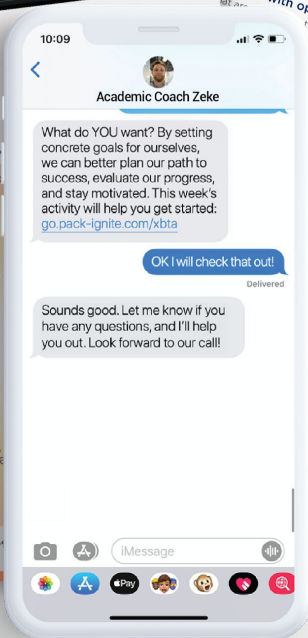 with op
10:09
Academic Coach Zeke
What do YOU want? By setting
concrete goals for ourselves,
we can better plan our path to
success, evaluate our progress,
and stay motivated. This week's
activity will help you get started:
go.pack-ignite.com/xbta
OK I will check that out!
Delivered
Sounds good. Let me know if you
have any questions, and I'll help
you out. Look forward to our call!
iMessage
Pay